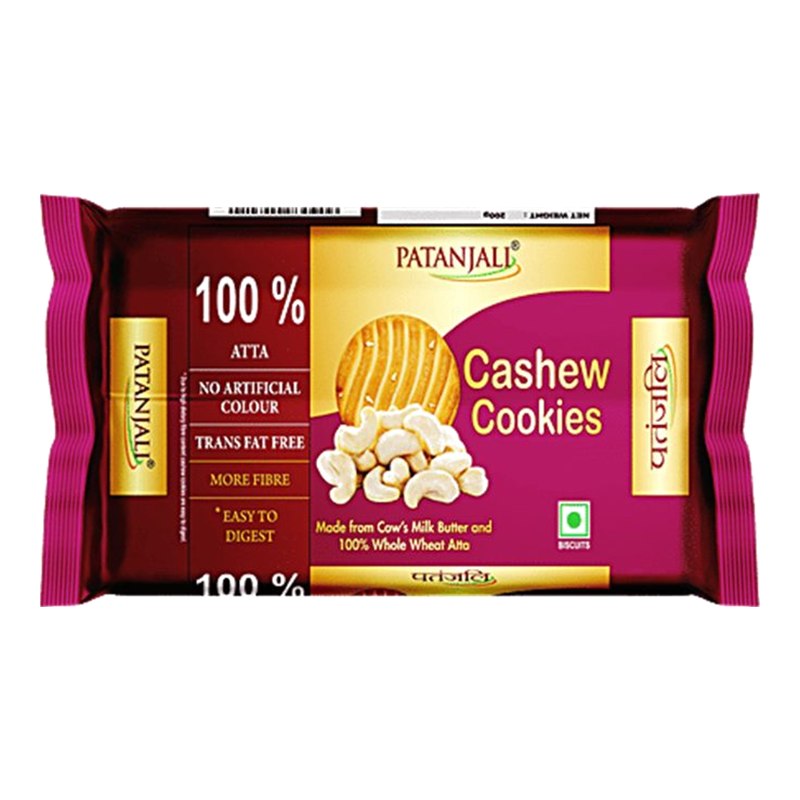 NET WEIGHT : 200g
PATANJALI®
100 %
ATTA
NO ARTIFICIAL
COLOUR
TRANS FAT FREE
MORE FIBRE
* EASY TO
DIGEST
100 %
PATANJALI®
Cashew
Cookies
Made from Cow's Milk Butter and
100% Whole Wheat Atta
BISCUITS
पतंजलि
पतंजलि